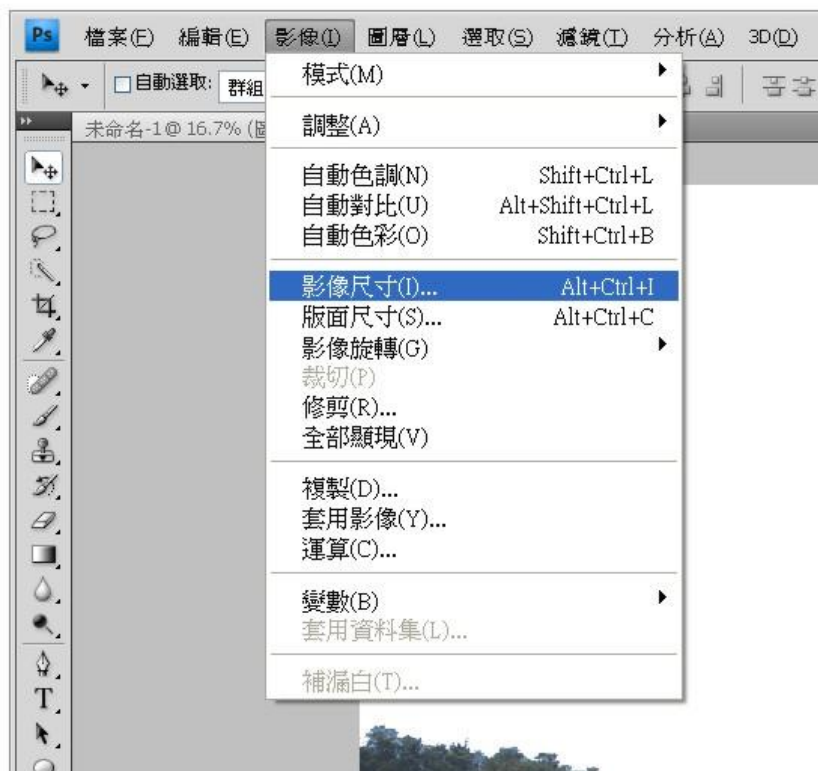 Ps 檔案(F) 編輯(E) 影像(I) 圖層(L) 選取(S) 濾鏡(T) 分析(A) 3D(D)
自動選取: 群組
未命名-1 @ 16.7% (圖
模式(M)
調整(A)
自動色調(N) Shift+Ctrl+L
自動對比(U) Alt+Shift+Ctrl+L
自動色彩(O) Shift+Ctrl+B
影像尺寸(I)... Alt+Ctrl+I
版面尺寸(S)... Alt+Ctrl+C
影像旋轉(G)
裁切(P)
修剪(R)...
全部顯現(V)
複製(D)...
套用影像(Y)...
運算(C)...
變數(B)
套用資料集(L)...
補漏白(T)...